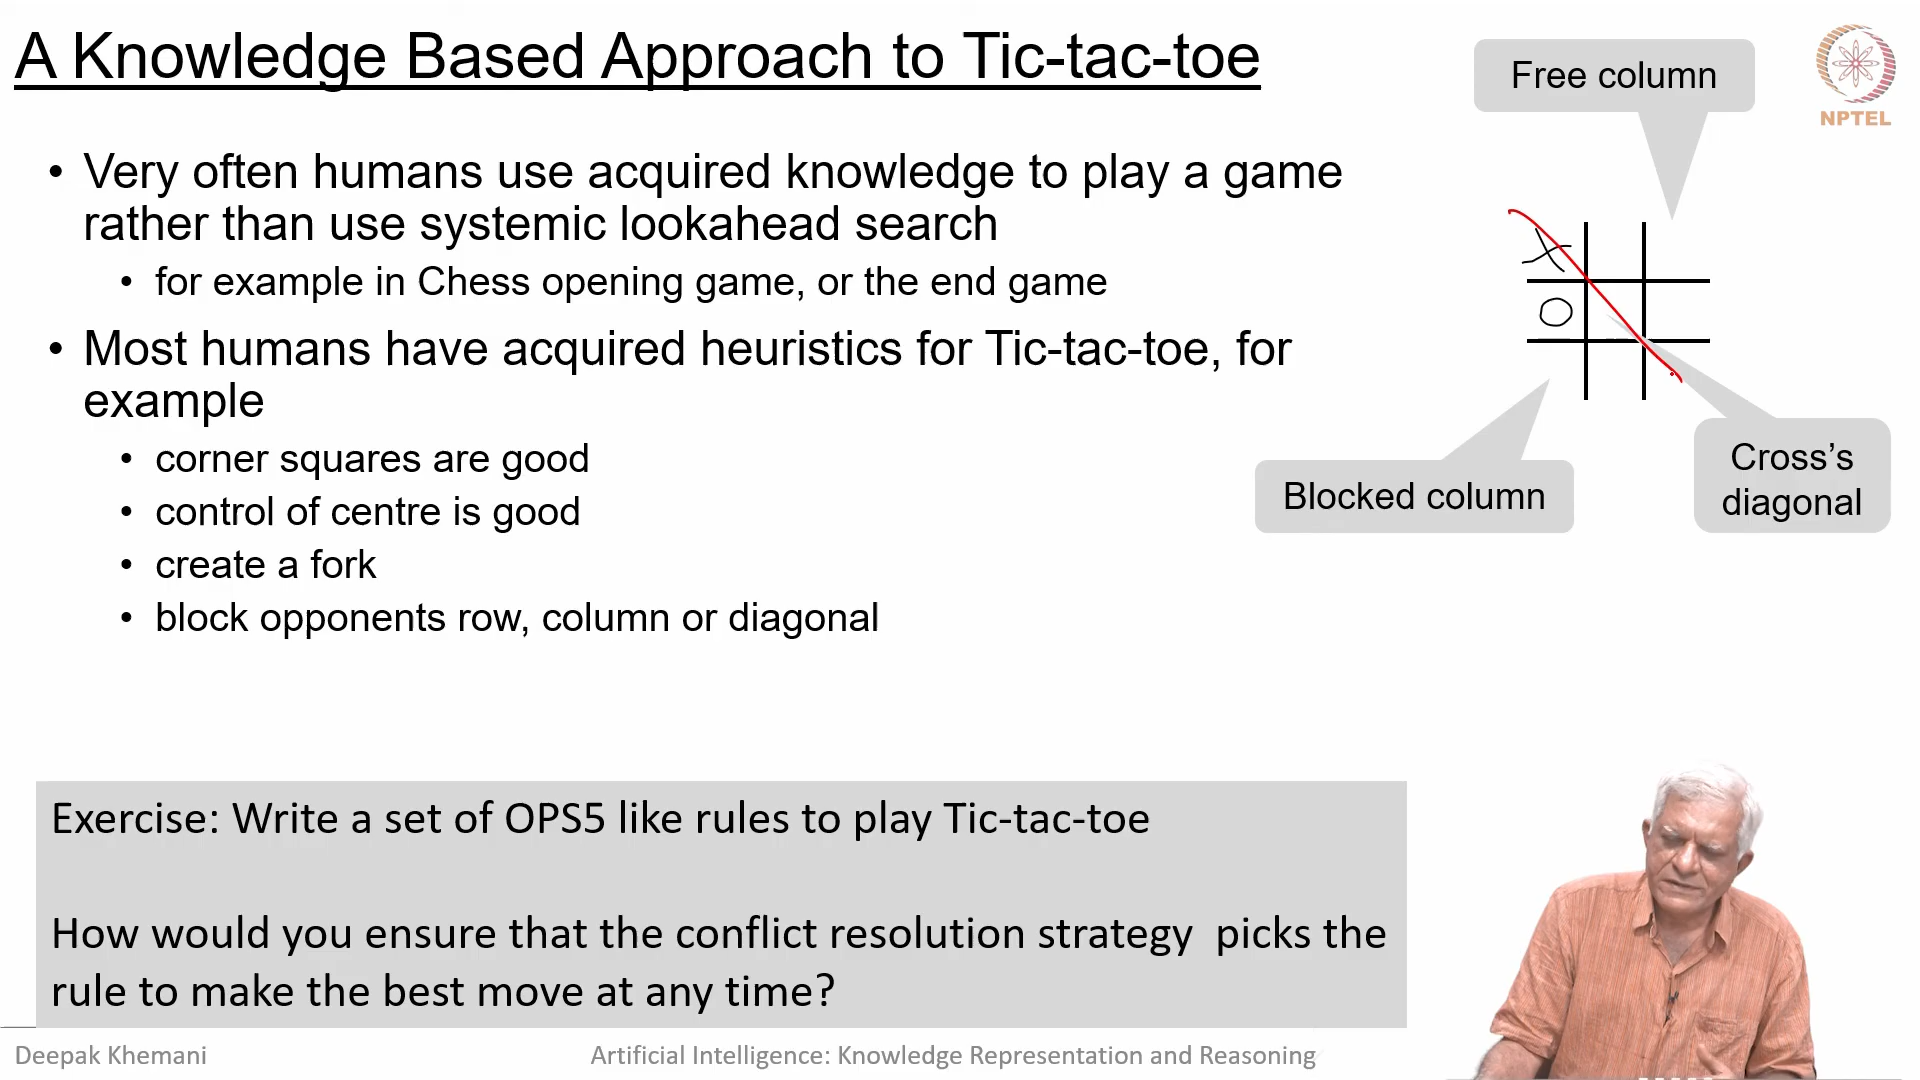 A Knowledge Based Approach to Tic-tac-toe
Free column
NPTEL
• Very often humans use acquired knowledge to play a game
rather than use systemic lookahead search
• for example in Chess opening game, or the end game
• Most humans have acquired heuristics for Tic-tac-toe, for
example
• corner squares are good
• control of centre is good
• create a fork
• block opponents row, column or diagonal
X
O
Blocked column
Cross’s
diagonal
Exercise: Write a set of OPS5 like rules to play Tic-tac-toe
How would you ensure that the conflict resolution strategy picks the
rule to make the best move at any time?
Deepak Khemani
Artificial Intelligence: Knowledge Representation and Reasoning